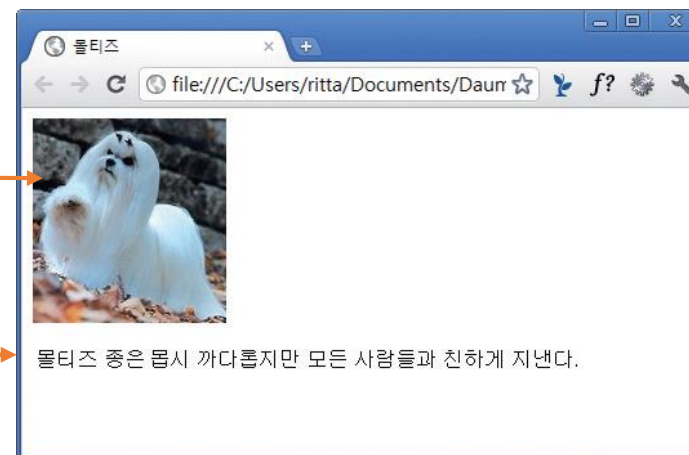 몰티즈
file:///C:/Users/ritta/Documents/Daum
f?
몰티즈 종은 몹시 까다롭지만 모든 사람들과 친하게 지낸다.